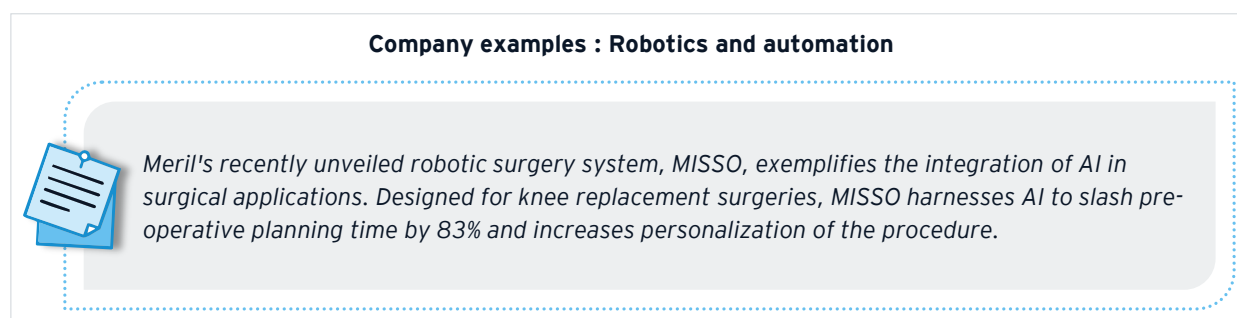 Company examples : Robotics and automation
Meril's recently unveiled robotic surgery system, MISSO, exemplifies the integration of AI in
surgical applications. Designed for knee replacement surgeries, MISSO harnesses AI to slash pre-
operative planning time by 83% and increases personalization of the procedure.